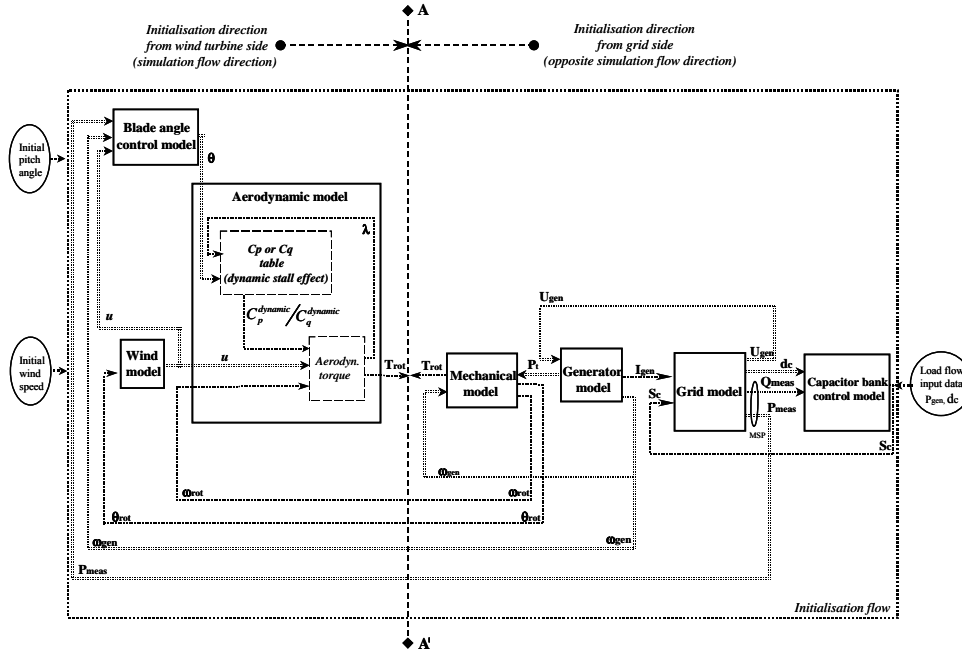 A
Initialisation direction
from wind turbine side
(simulation flow direction)
Initialisation direction
from grid side
(opposite simulation flow direction)
Initial
pitch
angle
Blade angle
control model
θ
Aerodynamic model
λ
Cp or Cq
table
(dynamic stall effect)
C_p^dynamic/C_q^dynamic
u
Wind
model
u
Aerodyn.
torque
Initial
wind
speed
Trot
Trot
Mechanical
model
Pt
Ugen
Generator
model
Igen
Sc
Grid model
Ugen
dc
Qmeas
Pmeas
MSP
Capacitor bank
control model
Load flow
input data
Pgen, dc
Sc
ωgen
ωrot
ωrot
θrot
θrot
ωgen
ωgen
Pmeas
Initialisation flow
A'